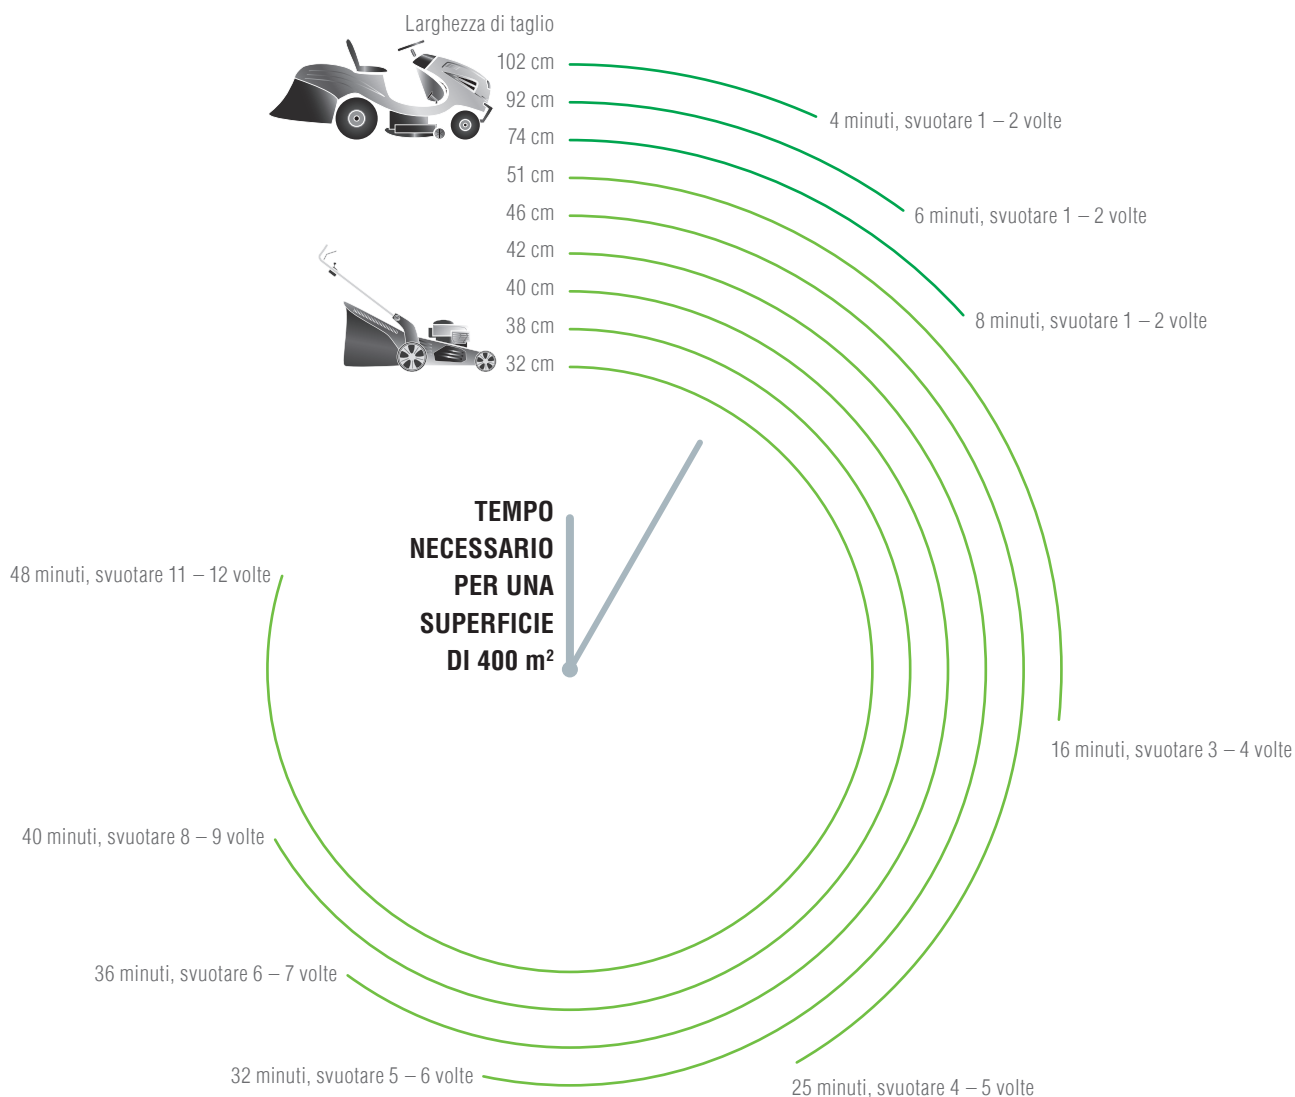 Larghezza di taglio
102 cm
92 cm
74 cm
51 cm
46 cm
42 cm
40 cm
38 cm
32 cm
4 minuti, svuotare 1 – 2 volte
6 minuti, svuotare 1 – 2 volte
8 minuti, svuotare 1 – 2 volte
TEMPO
NECESSARIO
PER UNA
SUPERFICIE
DI 400 m²
48 minuti, svuotare 11 – 12 volte
16 minuti, svuotare 3 – 4 volte
40 minuti, svuotare 8 – 9 volte
36 minuti, svuotare 6 – 7 volte
32 minuti, svuotare 5 – 6 volte
25 minuti, svuotare 4 – 5 volte